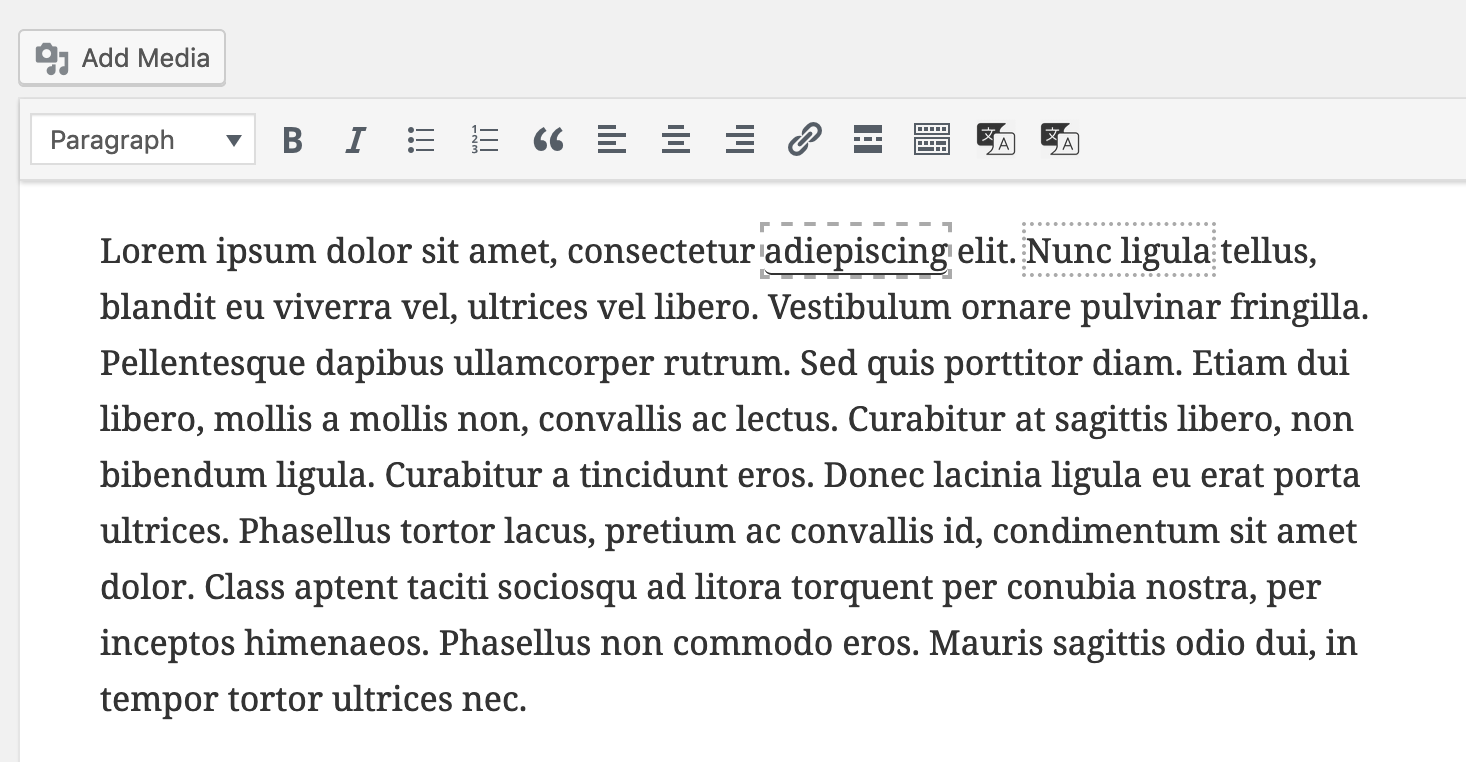 Add Media
Paragraph
Lorem ipsum dolor sit amet, consectetur adiepiscing elit. Nunc ligula tellus,
blandit eu viverra vel, ultrices vel libero. Vestibulum ornare pulvinar fringilla.
Pellentesque dapibus ullamcorper rutrum. Sed quis porttitor diam. Etiam dui
libero, mollis a mollis non, convallis ac lectus. Curabitur at sagittis libero, non
bibendum ligula. Curabitur a tincidunt eros. Donec lacinia ligula eu erat porta
ultrices. Phasellus tortor lacus, pretium ac convallis id, condimentum sit amet
dolor. Class aptent taciti sociosqu ad litora torquent per conubia nostra, per
inceptos himenaeos. Phasellus non commodo eros. Mauris sagittis odio dui, in
tempor tortor ultrices nec.